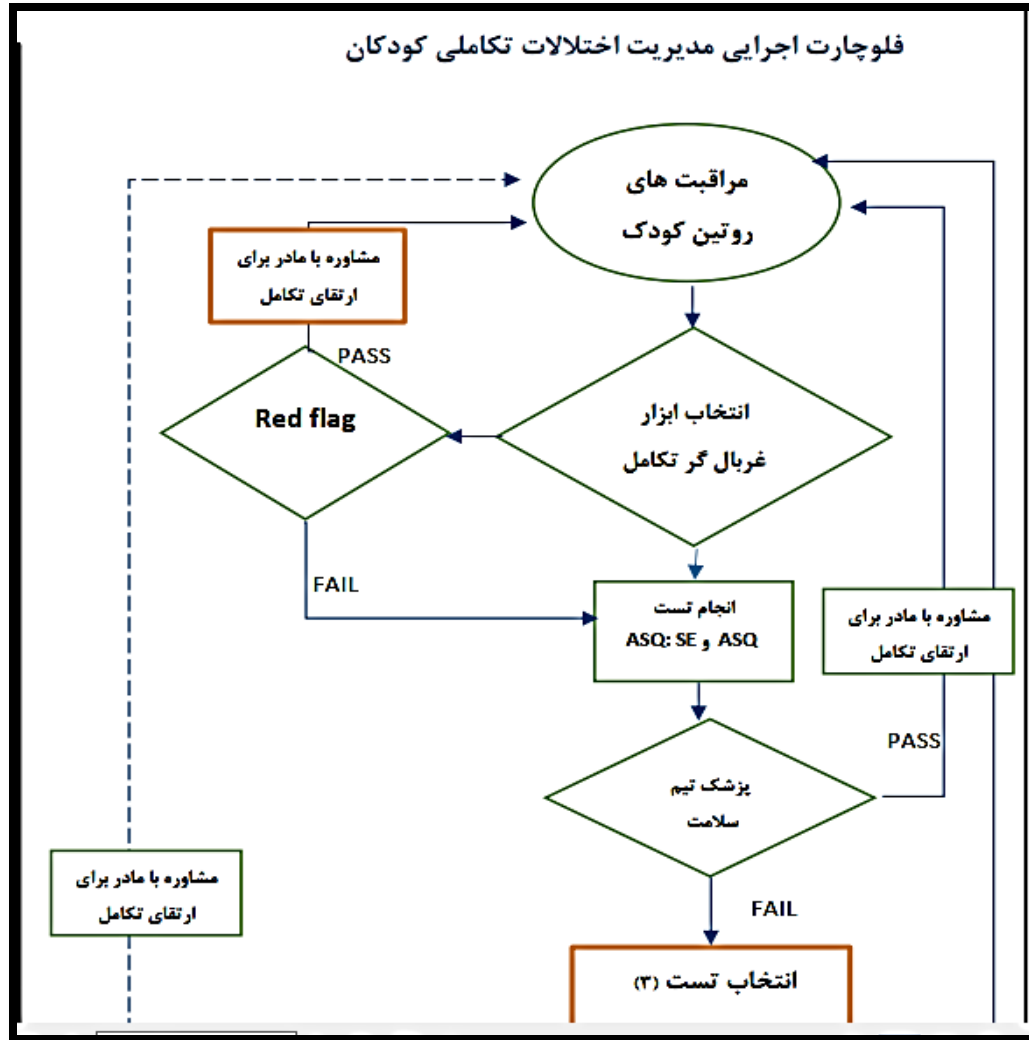 فلوچارت اجرایی مدیریت اختلالات تکاملی کودکان
مراقبت های
روتین کودک
مشاوره با مادر برای
ارتقای تکامل
PASS
Red flag
انتخاب ابزار
غربال گر تکامل
FAIL
انجام تست
ASQ و ASQ: SE
مشاوره با مادر برای
ارتقای تکامل
PASS
پزشک تیم
سلامت
مشاوره با مادر برای
ارتقای تکامل
FAIL
انتخاب تست (۳)